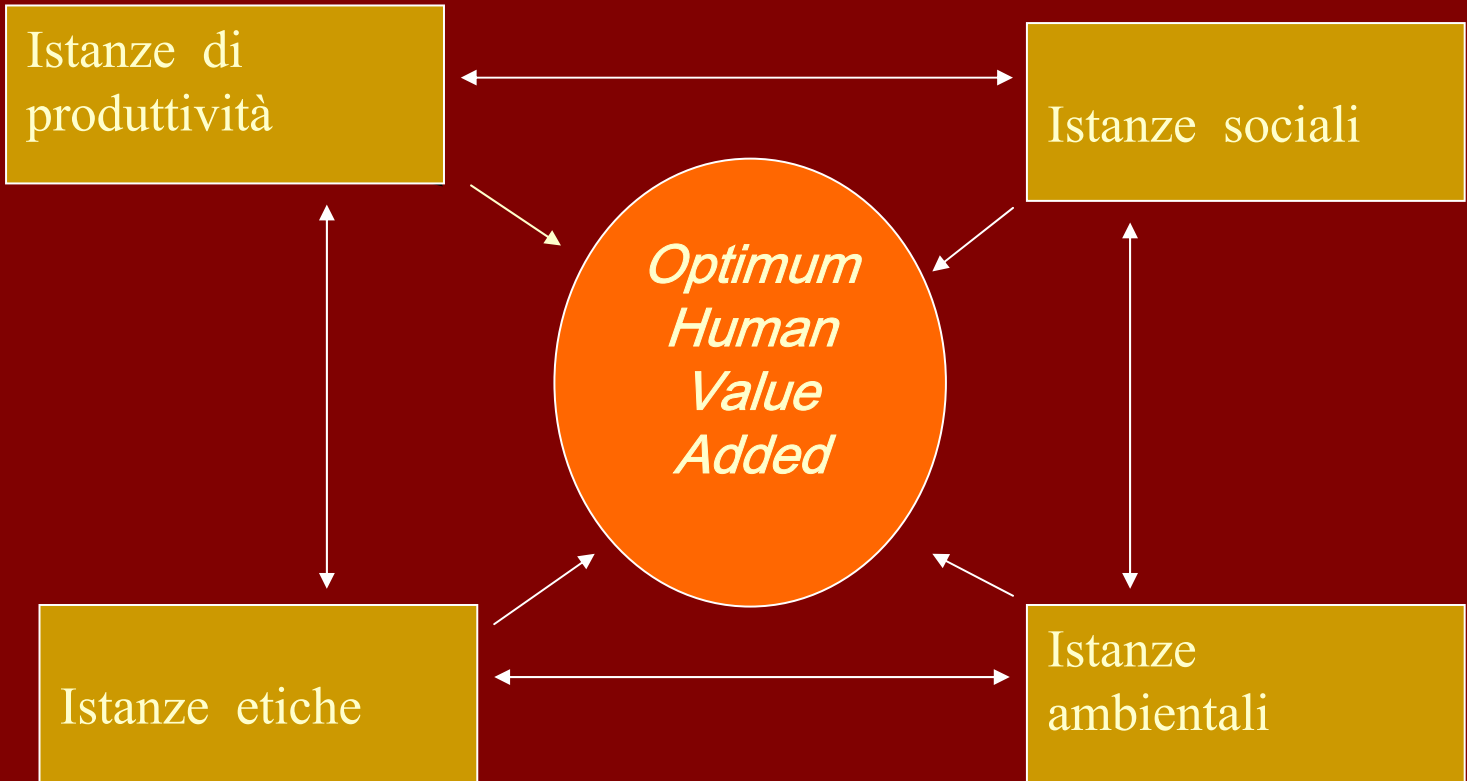 Istanze di
produttività
Istanze sociali
Optimum
Human
Value
Added
Istanze etiche
Istanze
ambientali